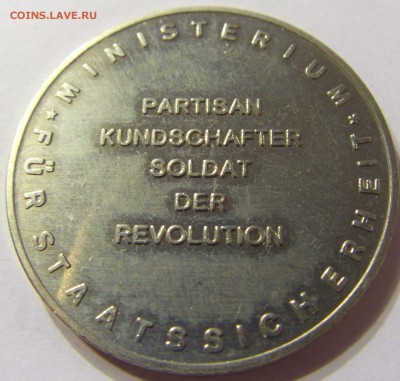 COINS.LAVE.RU
* MINISTERIUM *
PARTISAN
KUNDSCHAFTER
SOLDAT
DER
REVOLUTION
FÜR STAATSSICHERHEIT